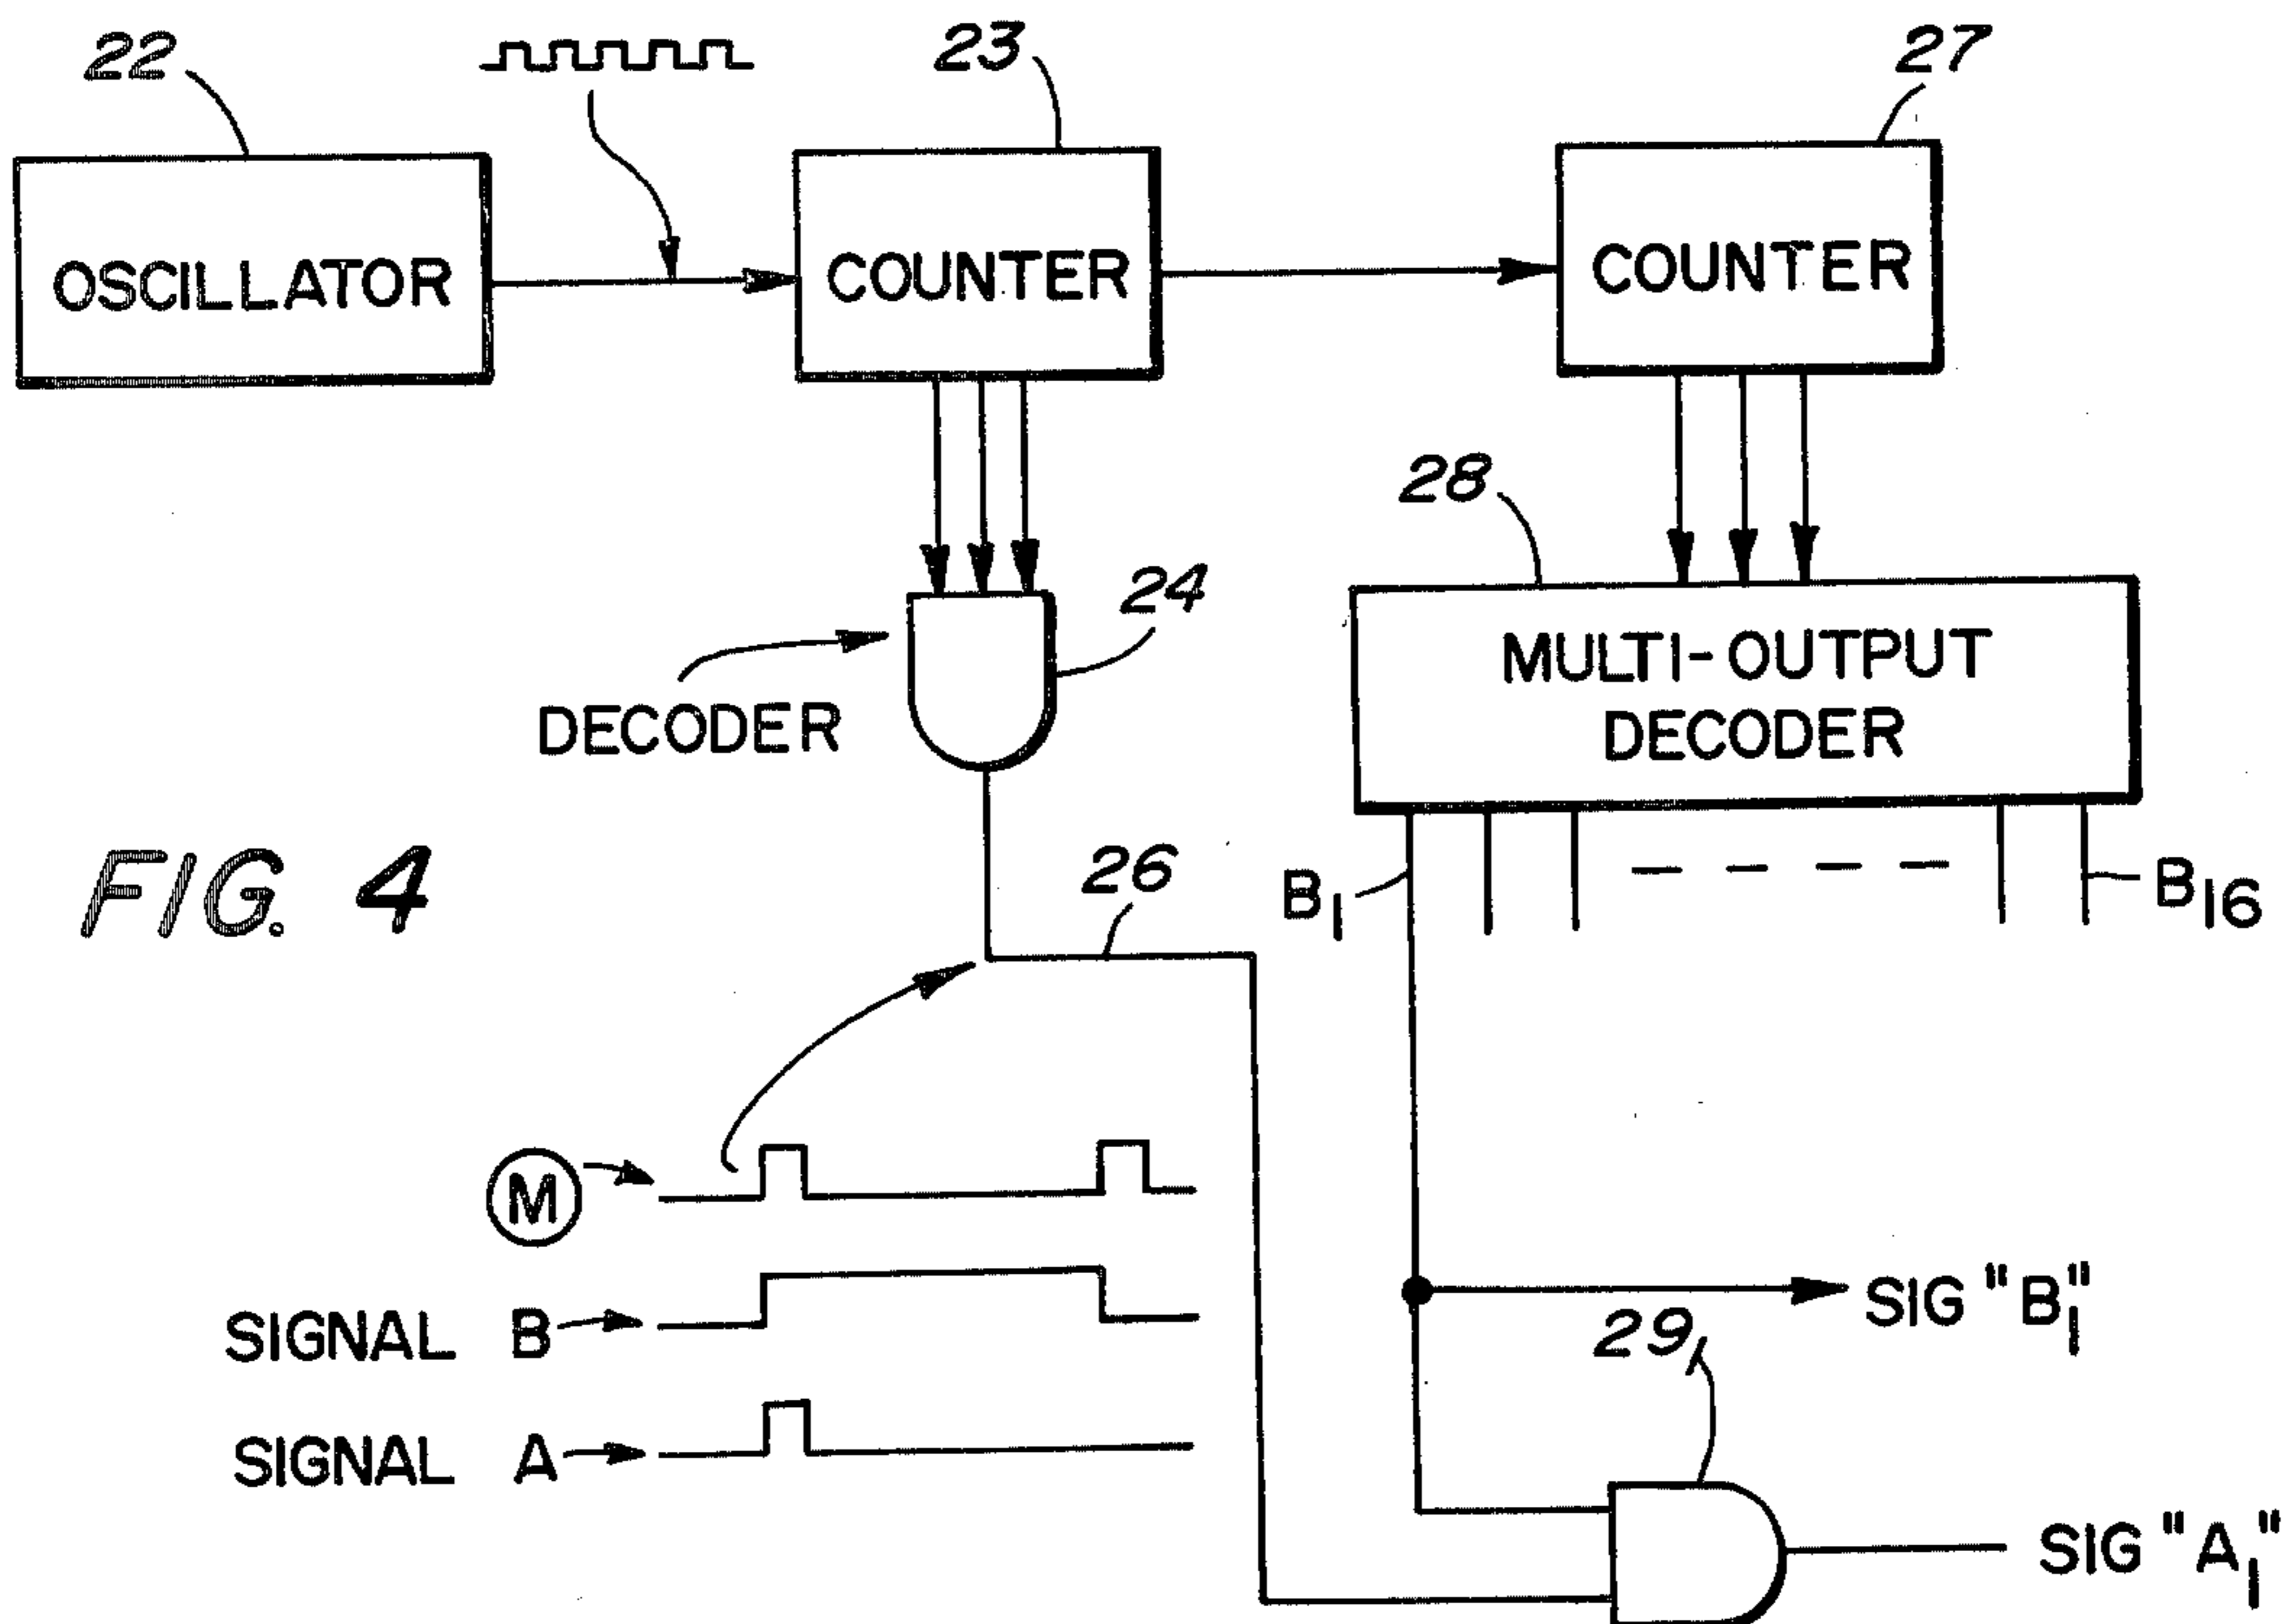 22
23
27
OSCILLATOR
COUNTER
COUNTER
28
24
DECODER
MULTI-OUTPUT
DECODER
FIG. 4
26
B1
B16
M
SIGNAL B
SIG "B1"
291
SIGNAL A
SIG "A1"